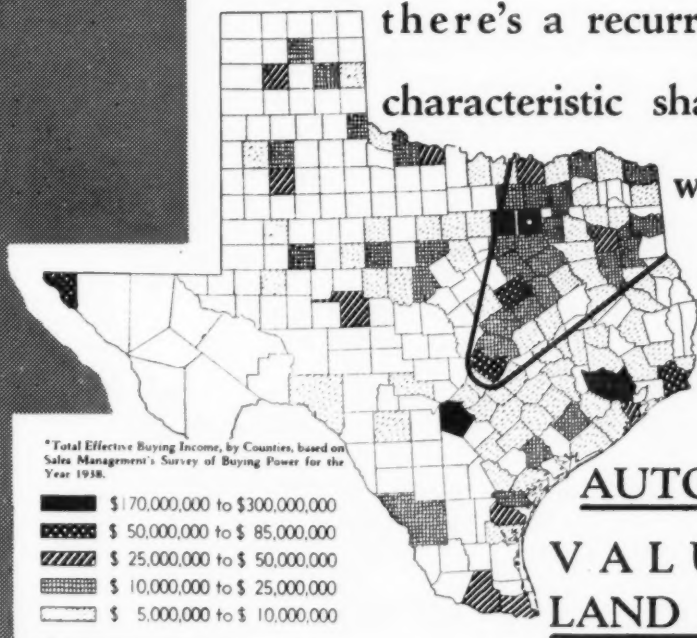 there's a recurr
characteristic sha
w
*Total Effective Buying Income, by Counties, based on
Sales Management's Survey of Buying Power for the
Year 1938.
$170,000,000 to $300,000,000
$ 50,000,000 to $ 85,000,000
$ 25,000,000 to $ 50,000,000
$ 10,000,000 to $ 25,000,000
$ 5,000,000 to $ 10,000,000
AUTO
VALU
LAND